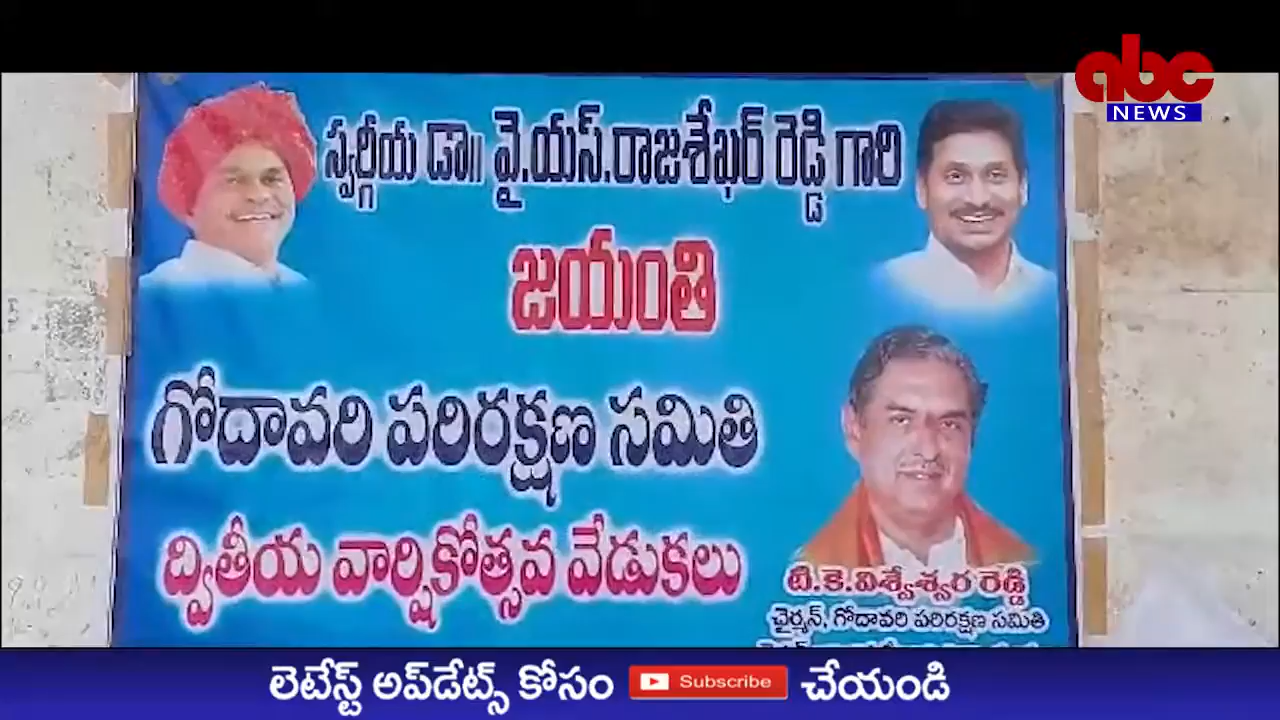 abc
NEWS
స్వర్గీయ డా॥ వై.యస్.రాజశేఖర్ రెడ్డి గారి
జయంతి
గోదావరి పరిరక్షణ సమితి
ద్వితీయ వార్షికోత్సవ వేడుకలు
టి.కె.విశ్వేశ్వర రెడ్డి
ఛైర్మన్, గోదావరి పరిరక్షణ సమితి
లెటేస్ట్ అప్‌డేట్స్ కోసం Subscribe చేయండి